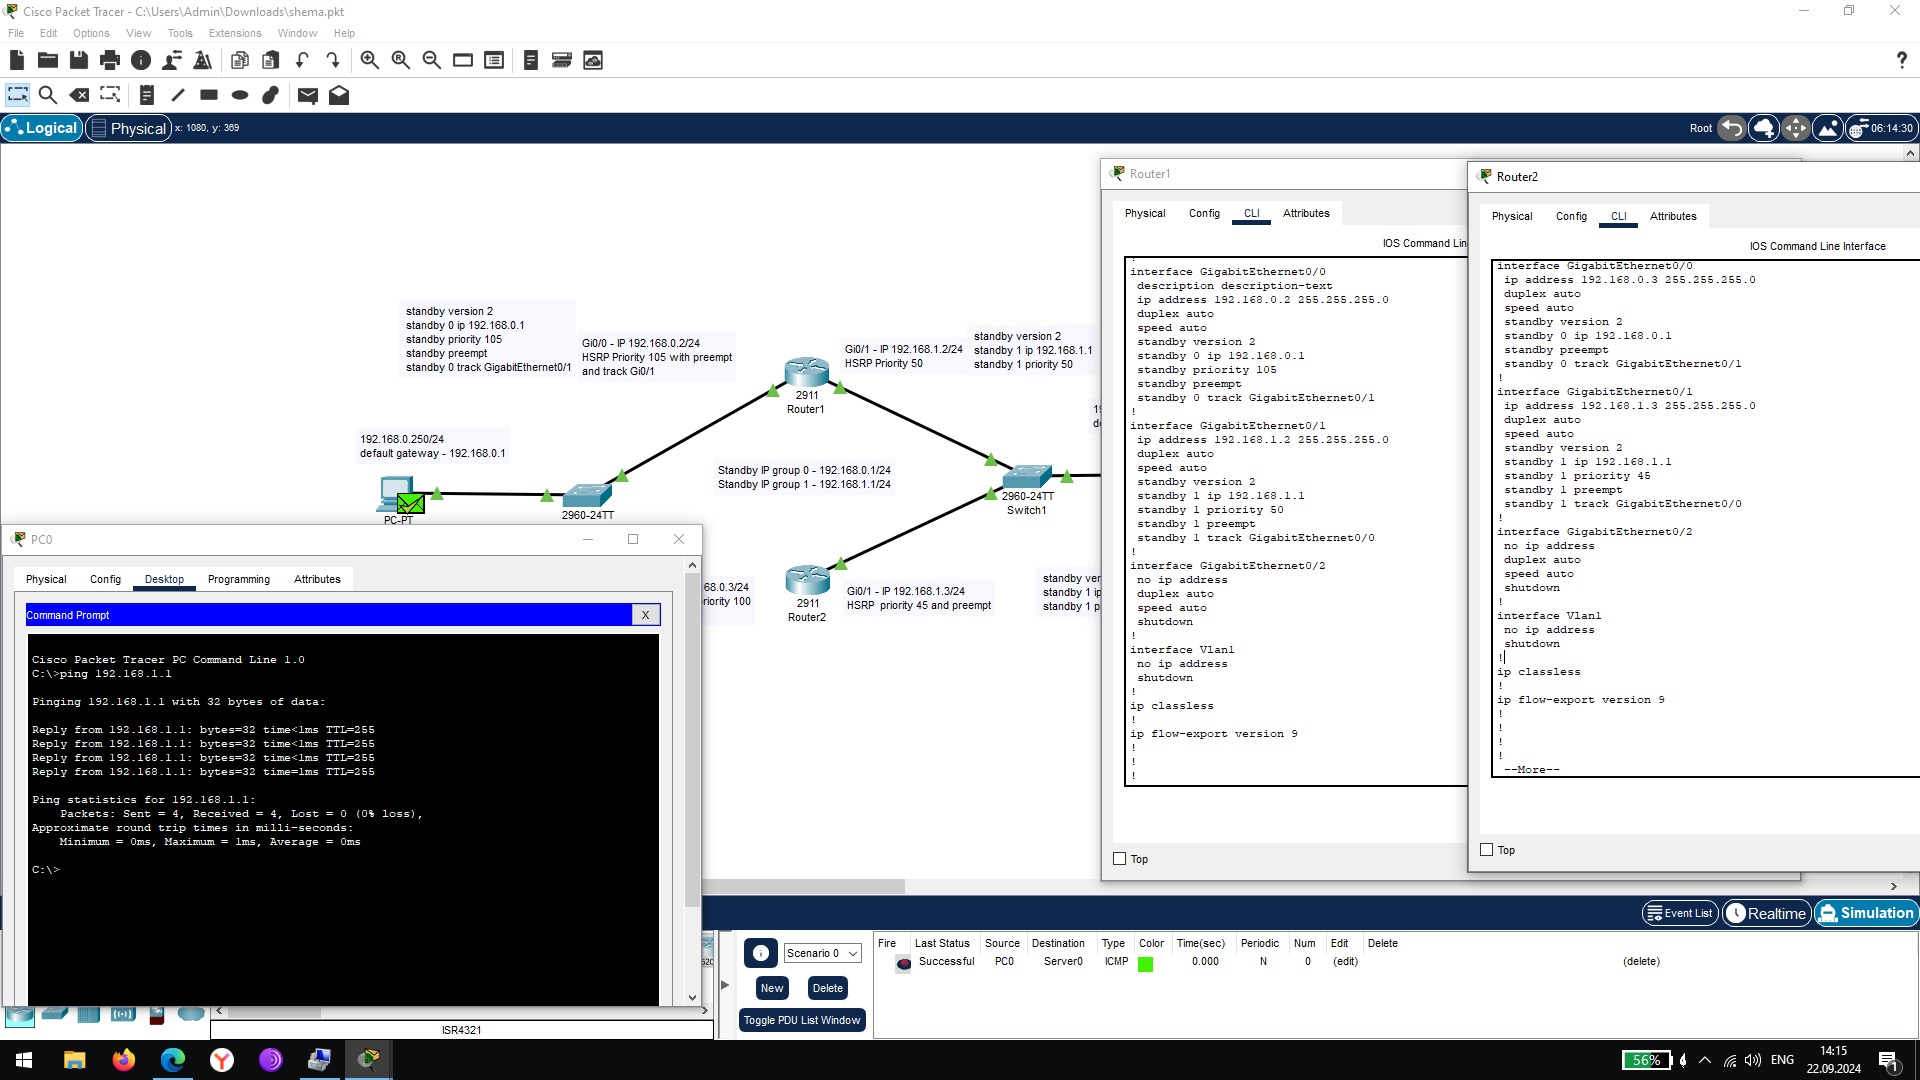 Cisco Packet Tracer - C:\Users\Admin\Downloads\shema.pkt
File Edit Options View Tools Extensions Window Help
Logical Physical x: 1080, y: 369
Root 06:14:30
standby version 2
standby 0 ip 192.168.0.1
standby priority 105
standby preempt
standby 0 track GigabitEthernet0/1
Gi0/0 - IP 192.168.0.2/24
HSRP Priority 105 with preempt
and track Gi0/1
Gi0/1 - IP 192.168.1.2/24
HSRP Priority 50
standby version 2
standby 1 ip 192.168.1.1
standby 1 priority 50
2911
Router1
192.168.0.250/24
default gateway - 192.168.0.1
Standby IP group 0 - 192.168.0.1/24
Standby IP group 1 - 192.168.1.1/24
PC-PT
2960-24TT
2960-24TT
Switch1
68.0.3/24
riority 100
2911
Router2
Gi0/1 - IP 192.168.1.3/24
HSRP priority 45 and preempt
standby ver
standby 1 ip
standby 1 p
Router1
Physical Config CLI Attributes
IOS Command Lin
!
interface GigabitEthernet0/0
description description-text
ip address 192.168.0.2 255.255.255.0
duplex auto
speed auto
standby version 2
standby 0 ip 192.168.0.1
standby priority 105
standby preempt
standby 0 track GigabitEthernet0/1
!
interface GigabitEthernet0/1
ip address 192.168.1.2 255.255.255.0
duplex auto
speed auto
standby version 2
standby 1 ip 192.168.1.1
standby 1 priority 50
standby 1 preempt
standby 1 track GigabitEthernet0/0
!
interface GigabitEthernet0/2
no ip address
duplex auto
speed auto
shutdown
!
interface Vlan1
no ip address
shutdown
!
ip classless
!
ip flow-export version 9
!
!
!
Top
Router2
Physical Config CLI Attributes
IOS Command Line Interface
interface GigabitEthernet0/0
ip address 192.168.0.3 255.255.255.0
duplex auto
speed auto
standby version 2
standby 0 ip 192.168.0.1
standby preempt
standby 0 track GigabitEthernet0/1
!
interface GigabitEthernet0/1
ip address 192.168.1.3 255.255.255.0
duplex auto
speed auto
standby version 2
standby 1 ip 192.168.1.1
standby 1 priority 45
standby 1 preempt
standby 1 track GigabitEthernet0/0
!
interface GigabitEthernet0/2
no ip address
duplex auto
speed auto
shutdown
!
interface Vlan1
no ip address
shutdown
!
ip classless
!
ip flow-export version 9
!
!
!
!
--More--
Top
PC0
Physical Config Desktop Programming Attributes
Command Prompt X
Cisco Packet Tracer PC Command Line 1.0
C:\>ping 192.168.1.1
Pinging 192.168.1.1 with 32 bytes of data:
Reply from 192.168.1.1: bytes=32 time<1ms TTL=255
Reply from 192.168.1.1: bytes=32 time<1ms TTL=255
Reply from 192.168.1.1: bytes=32 time<1ms TTL=255
Reply from 192.168.1.1: bytes=32 time=1ms TTL=255
Ping statistics for 192.168.1.1:
Packets: Sent = 4, Received = 4, Lost = 0 (0% loss),
Approximate round trip times in milli-seconds:
Minimum = 0ms, Maximum = 1ms, Average = 0ms
C:\>
Event List Realtime Simulation
Scenario 0
New Delete
Toggle PDU List Window
Fire Last Status Source Destination Type Color Time(sec) Periodic Num Edit Delete
Successful PC0 Server0 ICMP 0.000 N 0 (edit) (delete)
ISR4321
56% ENG 14:15
22.09.2024
1